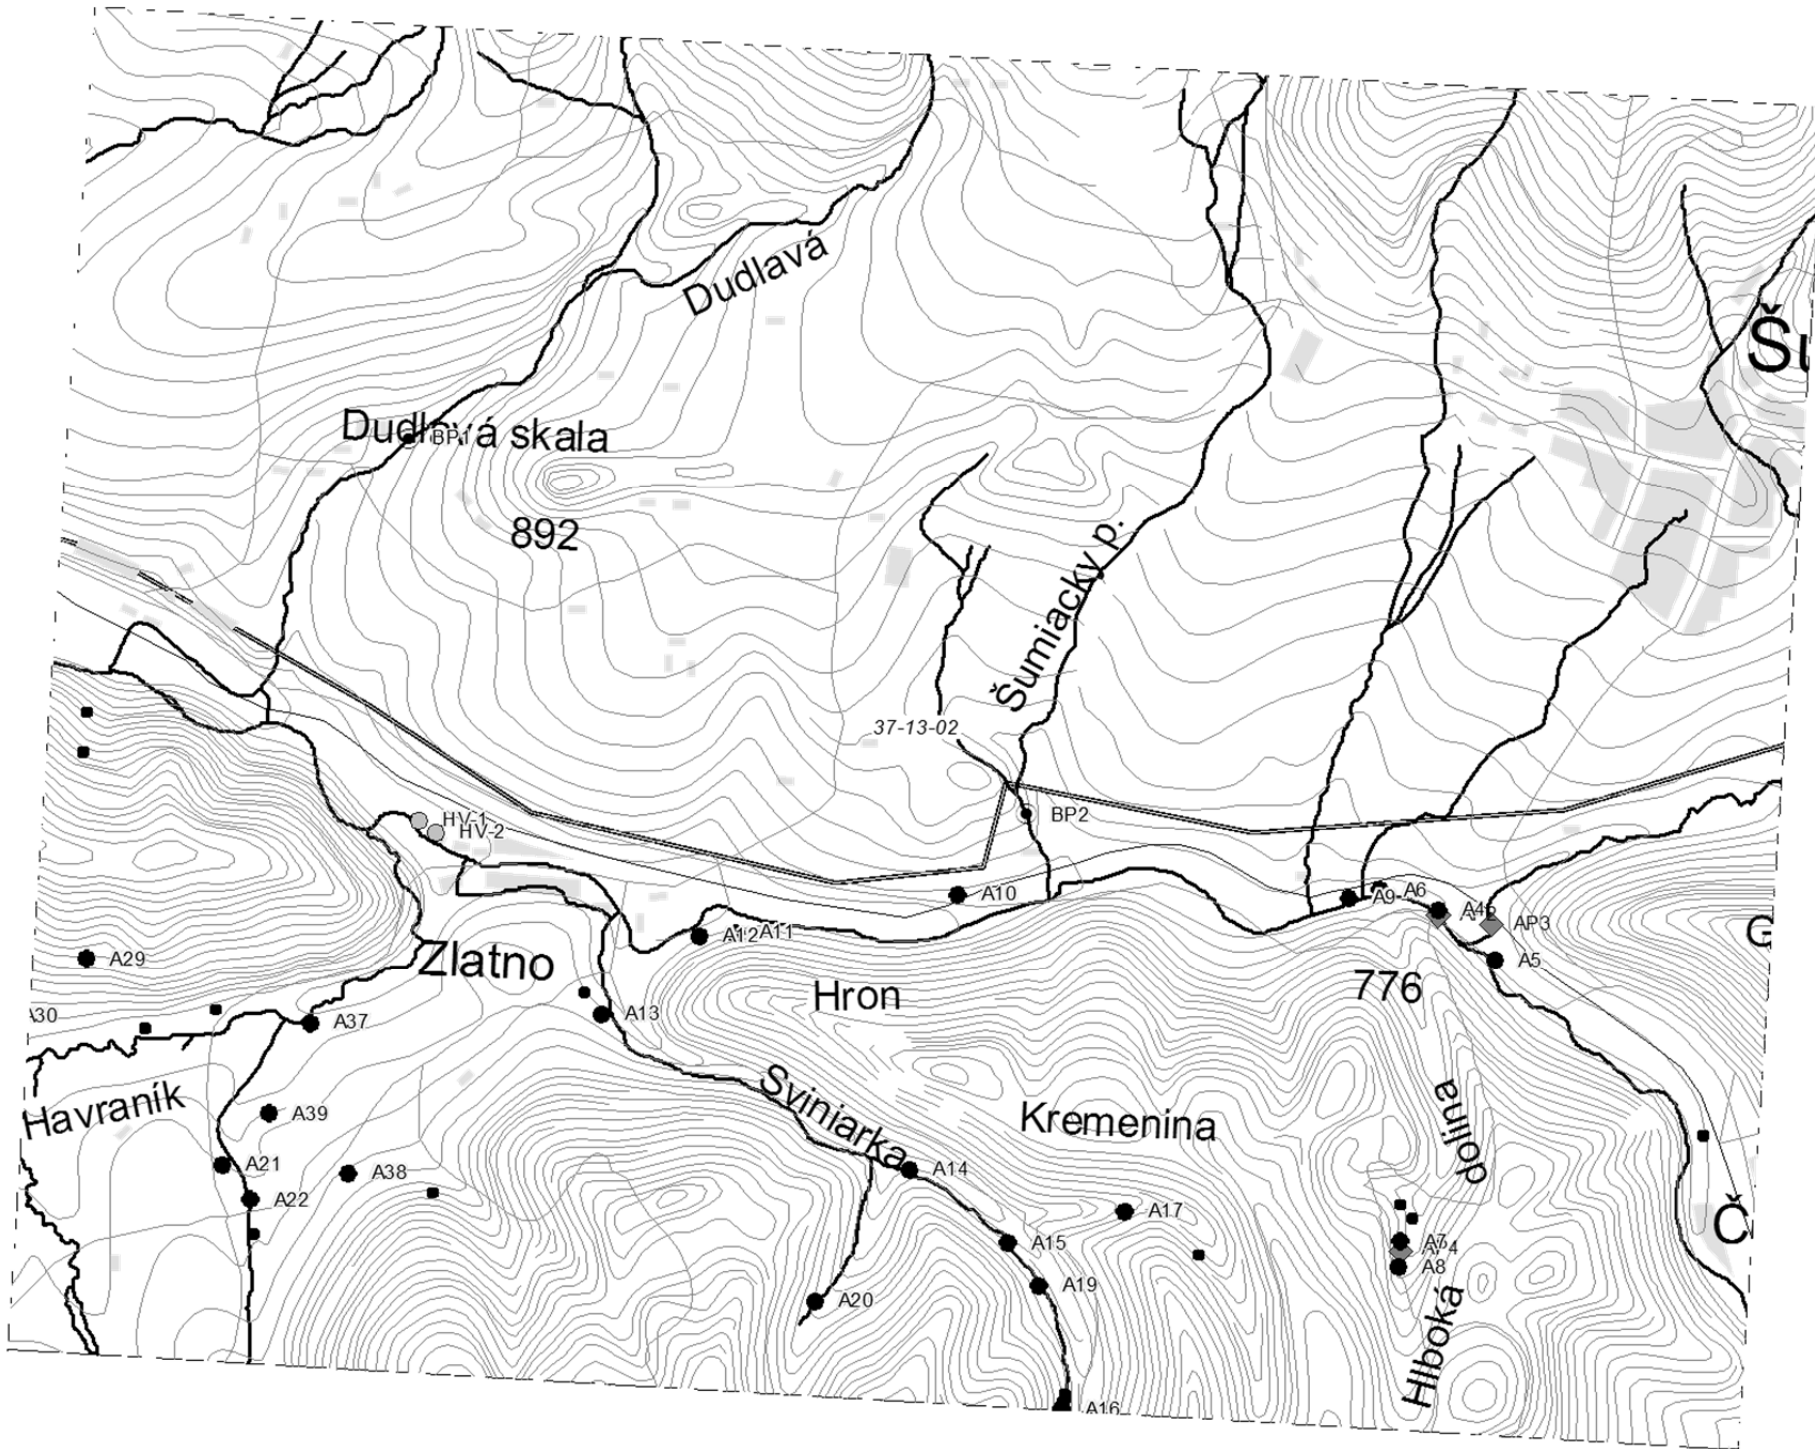 Dudlavá
Šu
Dudlavá skala
BP1
892
Šumiacky p.
37-13-02
BP2
HV-1
HV-2
A10
A9
A6
A4
AP3
A12
A11
A5
Zlatno
A29
776
Hron
A13
A30
A37
Havraník
Sviniarka
Kremenina
dolina
A39
A21
A14
A38
A22
A17
Č
A15
A7
A8
A19
A20
Hlboká
A16